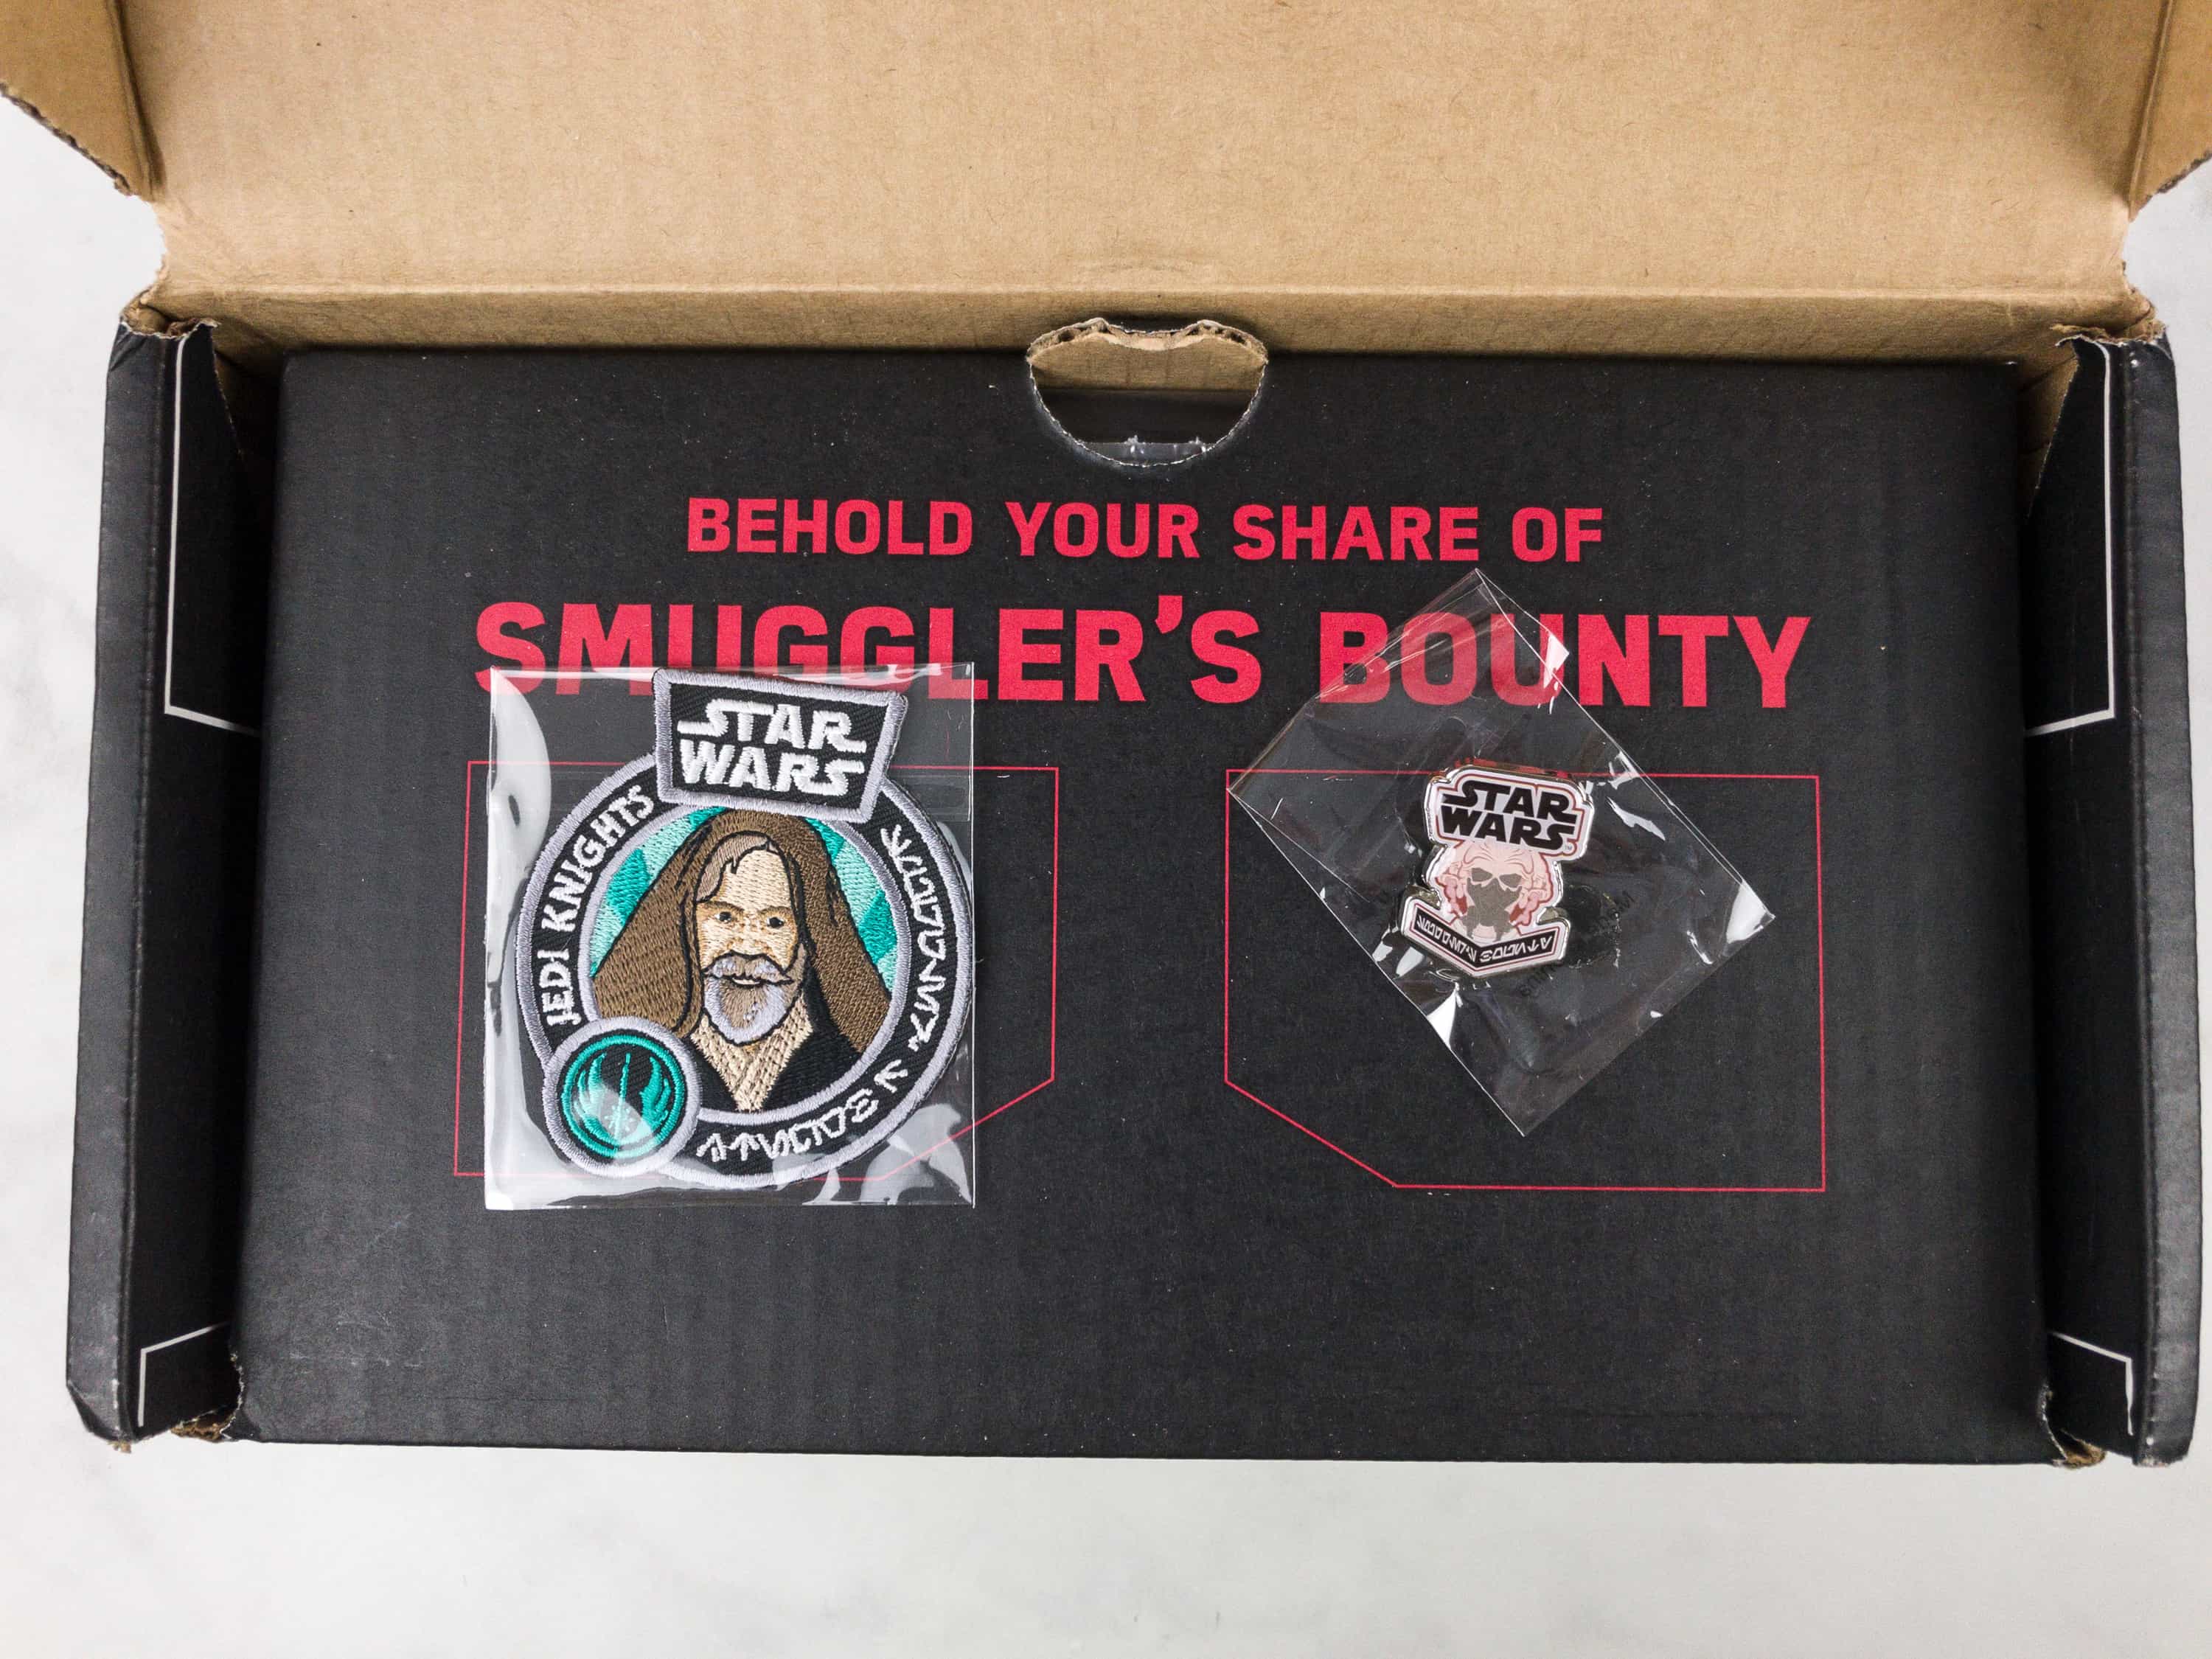 BEHOLD YOUR SHARE OF
SMUGGLER'S BOUNTY
STAR
WARS
JEDI KNIGHTS
STAR
WARS